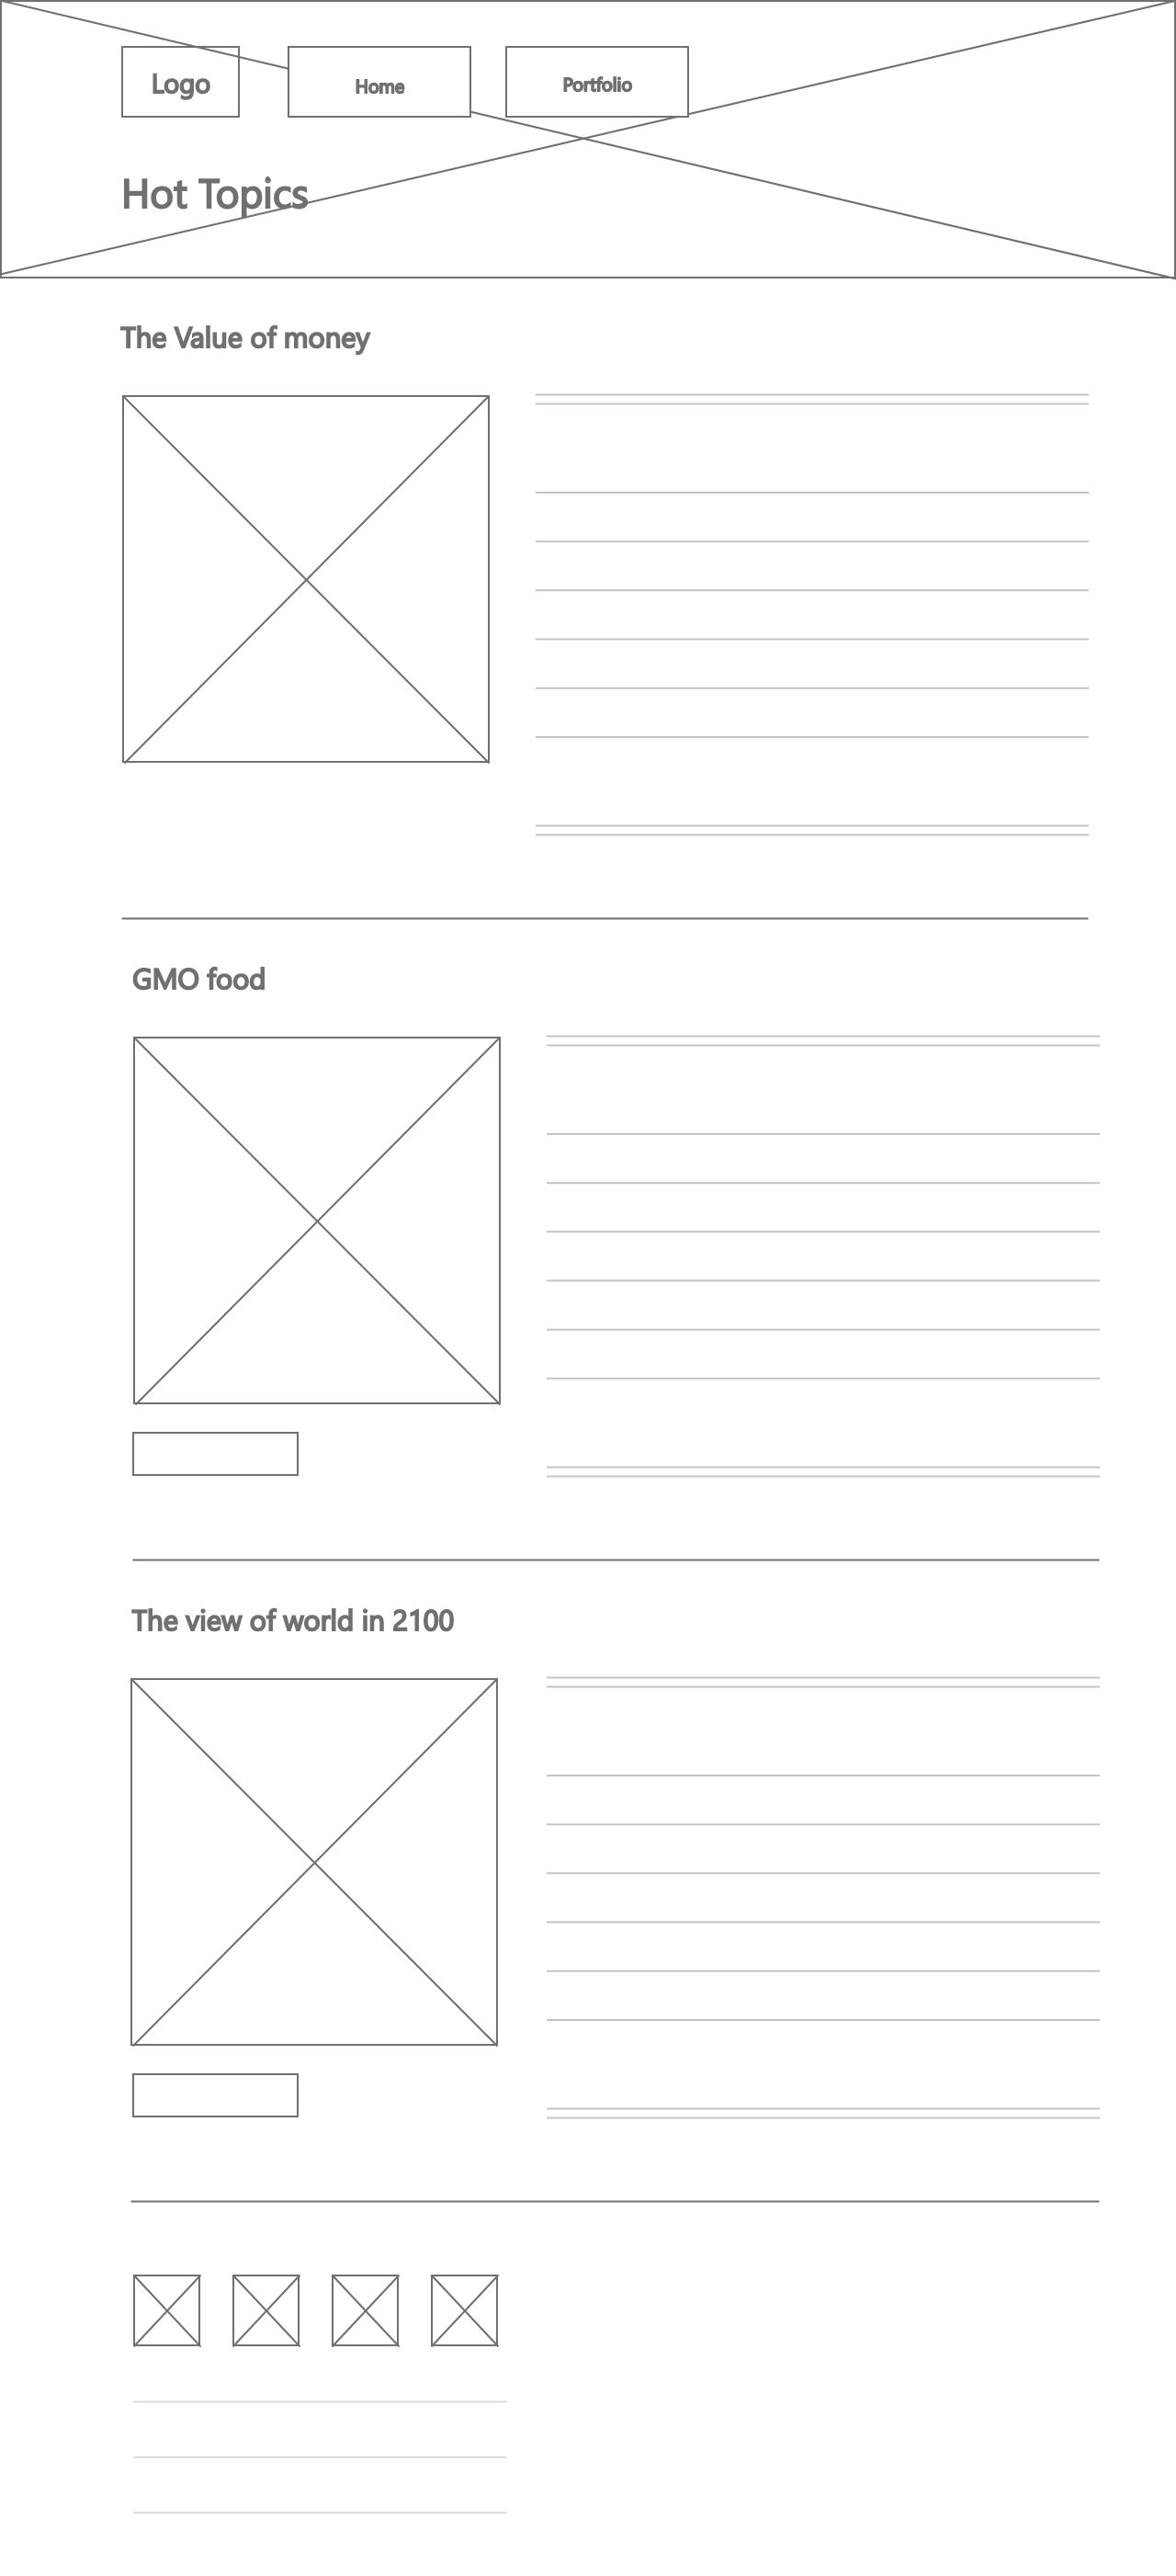 Logo
Home
Portfolio
Hot Topics
The Value of money
GMO food
The view of world in 2100